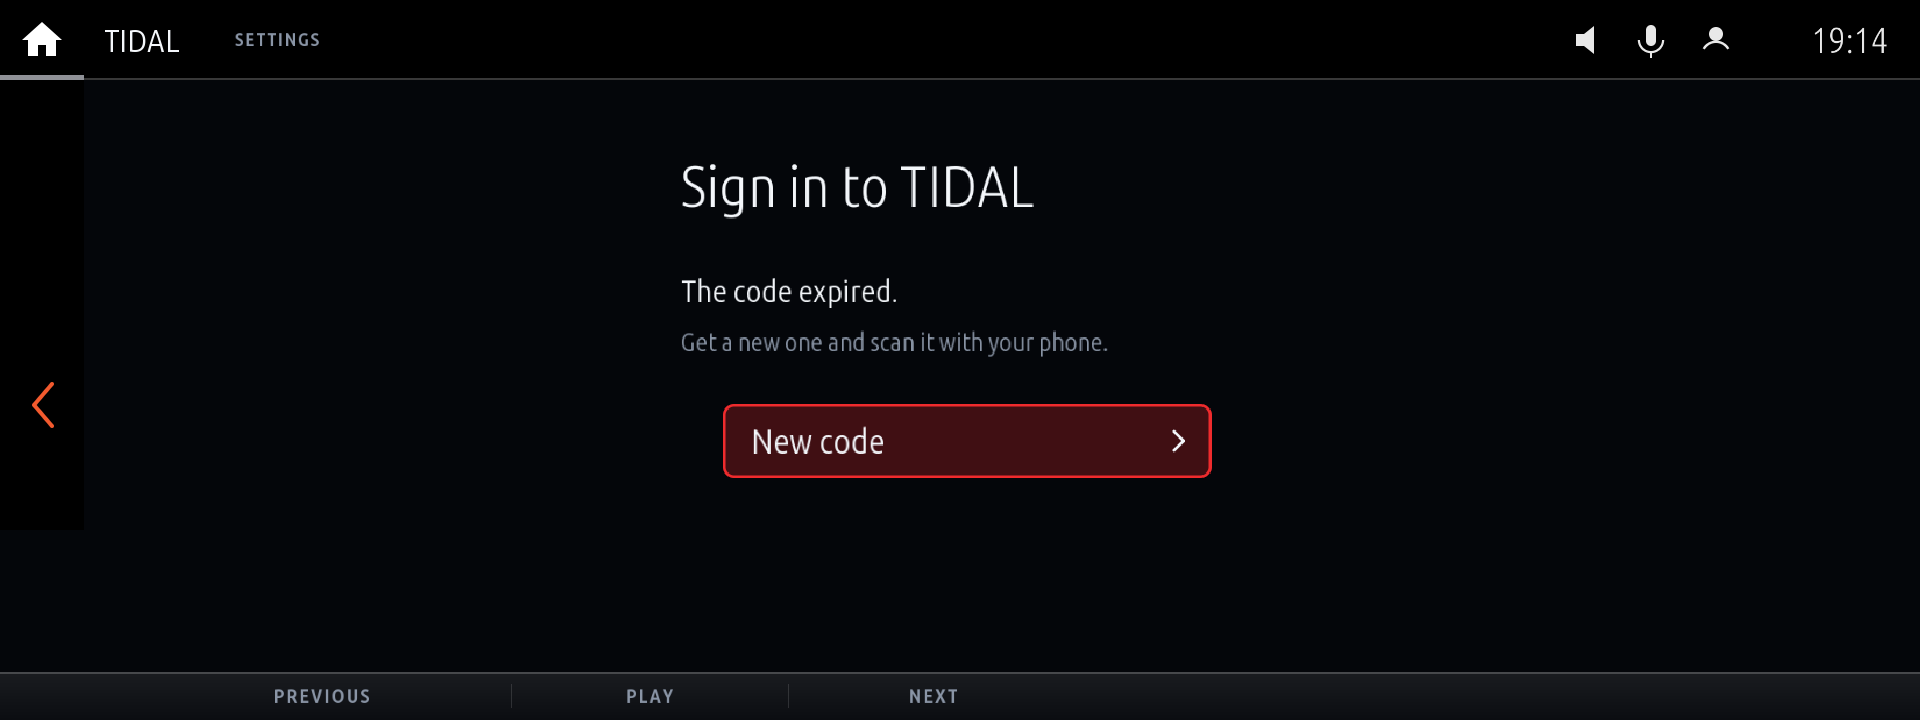 TIDAL
SETTINGS
19:14
Sign in to TIDAL
The code expired.
Get a new one and scan it with your phone.
New code
PREVIOUS
PLAY
NEXT